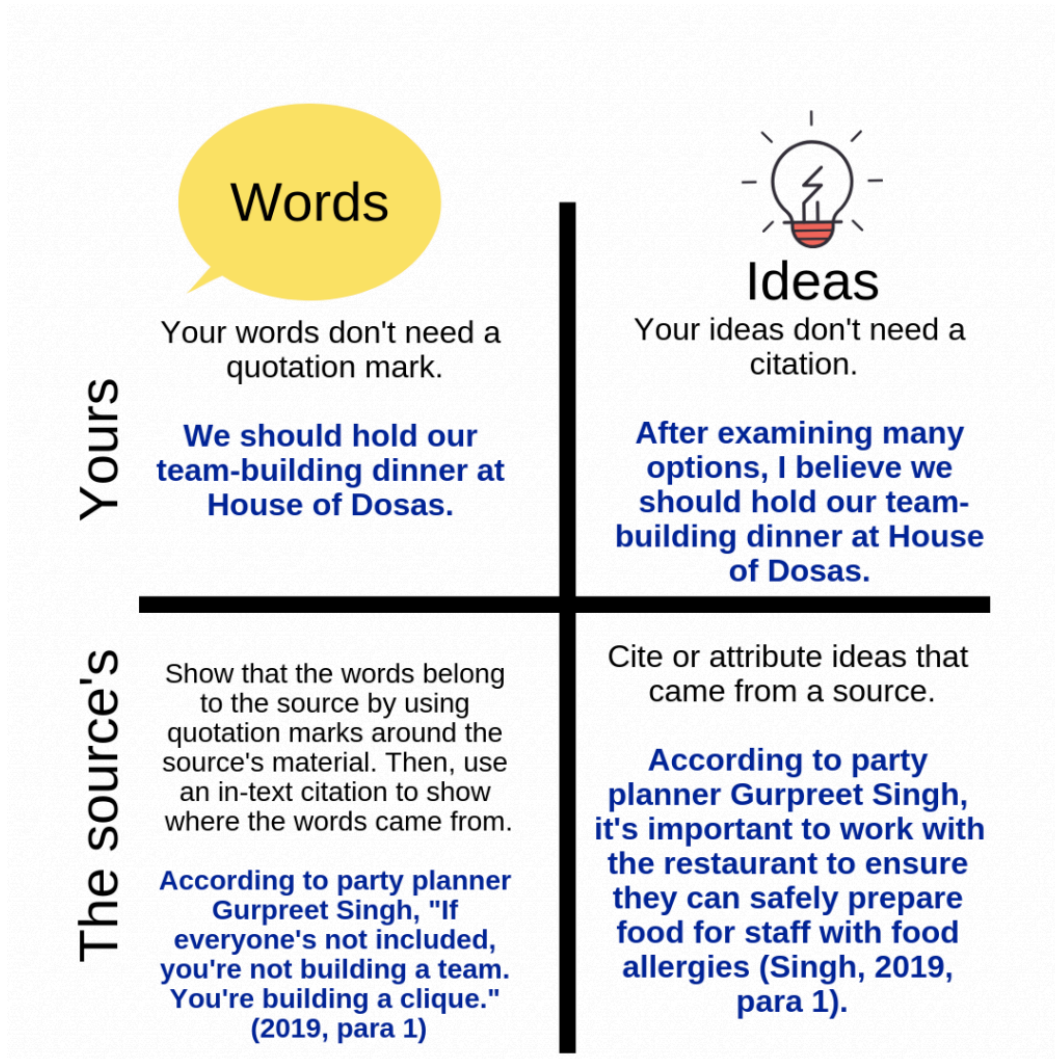 Words
Ideas
Yours
Your words don't need a
quotation mark.
We should hold our
team-building dinner at
House of Dosas.
Your ideas don't need a
citation.
After examining many
options, I believe we
should hold our team-
building dinner at House
of Dosas.
The source's
Show that the words belong
to the source by using
quotation marks around the
source's material. Then, use
an in-text citation to show
where the words came from.
According to party planner
Gurpreet Singh, "If
everyone's not included,
you're not building a team.
You're building a clique."
(2019, para 1)
Cite or attribute ideas that
came from a source.
According to party
planner Gurpreet Singh,
it's important to work with
the restaurant to ensure
they can safely prepare
food for staff with food
allergies (Singh, 2019,
para 1).